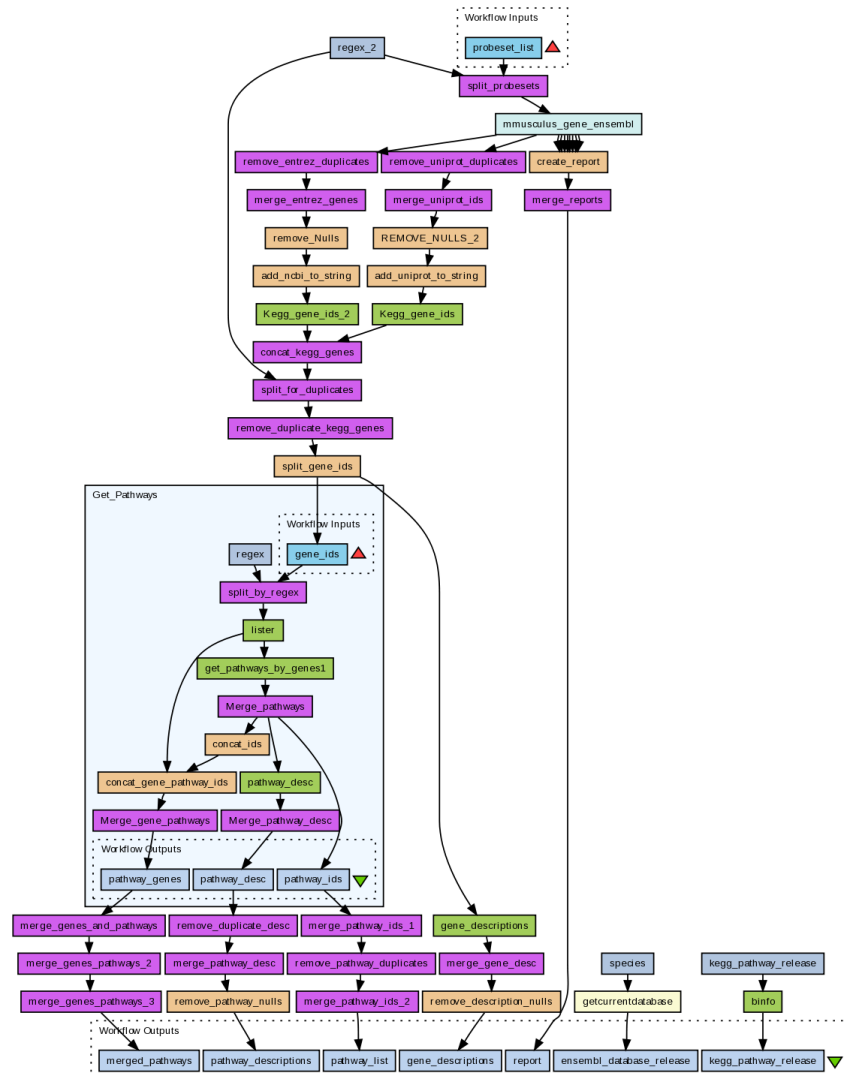 Workflow Inputs
regex_2
probeset_list
split_probesets
mmusculus_gene_ensembl
remove_entrez_duplicates
remove_uniprot_duplicates
create_report
merge_entrez_genes
merge_uniprot_ids
merge_reports
remove_Nulls
REMOVE_NULLS_2
add_ncbi_to_string
add_uniprot_to_string
Kegg_gene_ids_2
Kegg_gene_ids
concat_kegg_genes
split_for_duplicates
remove_duplicate_kegg_genes
split_gene_ids
Get_Pathways
Workflow Inputs
regex
gene_ids
split_by_regex
lister
get_pathways_by_genes1
Merge_pathways
concat_ids
concat_gene_pathway_ids
pathway_desc
Merge_gene_pathways
Merge_pathway_desc
Workflow Outputs
pathway_genes
pathway_desc
pathway_ids
merge_genes_and_pathways
remove_duplicate_desc
merge_pathway_ids_1
gene_descriptions
merge_genes_pathways_2
merge_pathway_desc
remove_pathway_duplicates
merge_gene_desc
species
kegg_pathway_release
merge_genes_pathways_3
remove_pathway_nulls
merge_pathway_ids_2
remove_description_nulls
getcurrentdatabase
binfo
Workflow Outputs
merged_pathways
pathway_descriptions
pathway_list
gene_descriptions
report
ensembl_database_release
kegg_pathway_release